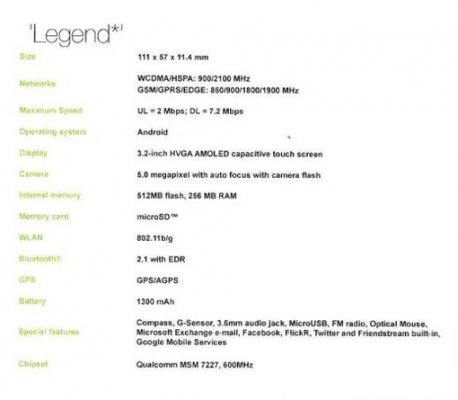 'Legend*'
Size 111 x 57 x 11.4 mm
Networks WCDMA/HSPA: 900/2100 MHz
GSM/GPRS/EDGE: 850/900/1800/1900 MHz
Maximum Speed UL = 2 Mbps; DL = 7.2 Mbps
Operating system Android
Display 3.2-inch HVGA AMOLED capacitive touch screen
Camera 5.0 megapixel with auto focus with camera flash
Internal memory 512MB flash, 256 MB RAM
Memory card microSD™
WLAN 802.11b/g
Bluetooth® 2.1 with EDR
GPS GPS/AGPS
Battery 1300 mAh
Compass, G-Sensor, 3.5mm audio jack, MicroUSB, FM radio, Optical Mouse,
Special features Microsoft Exchange e-mail, Facebook, FlickR, Twitter and Friendstream built-in,
Google Mobile Services
Chipset Qualcomm MSM 7227, 600MHz